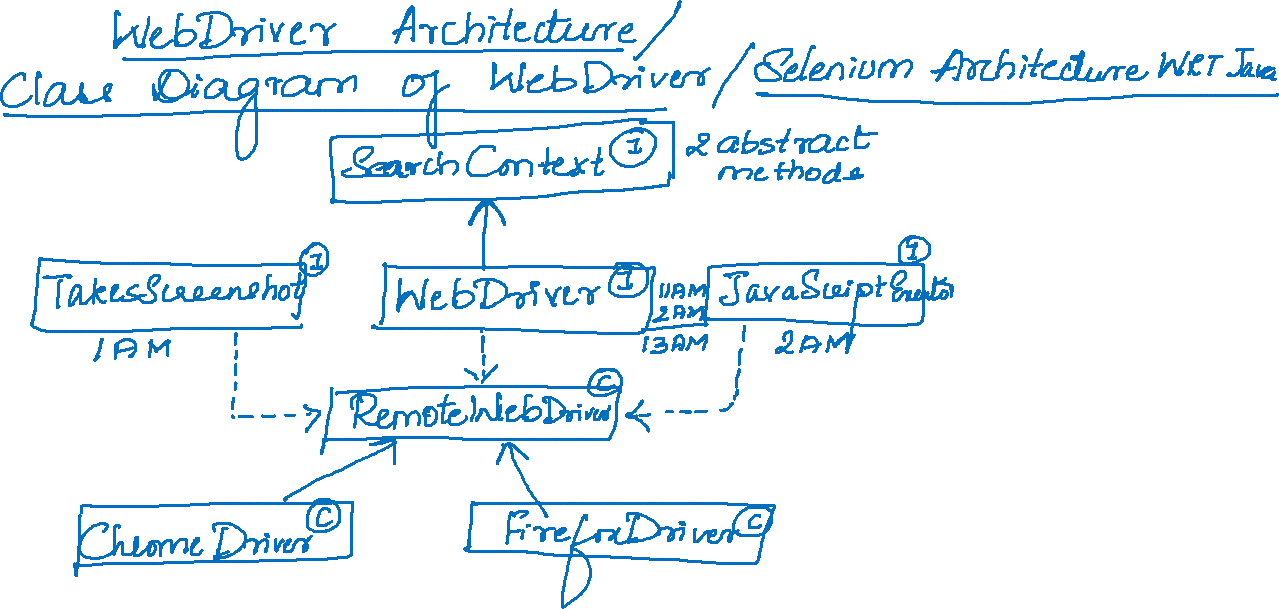 WebDriver Architecture/
Class Diagram of WebDriver / Selenium Architecture WRT Java
SearchContext I 2 abstract
methods
TakesScreenshot I
WebDriver I
11AM
2AM
13AM
JavaScriptExecutor I
1AM
2AM
RemoteWebDriver C
ChromeDriver C
FirefoxDriver C